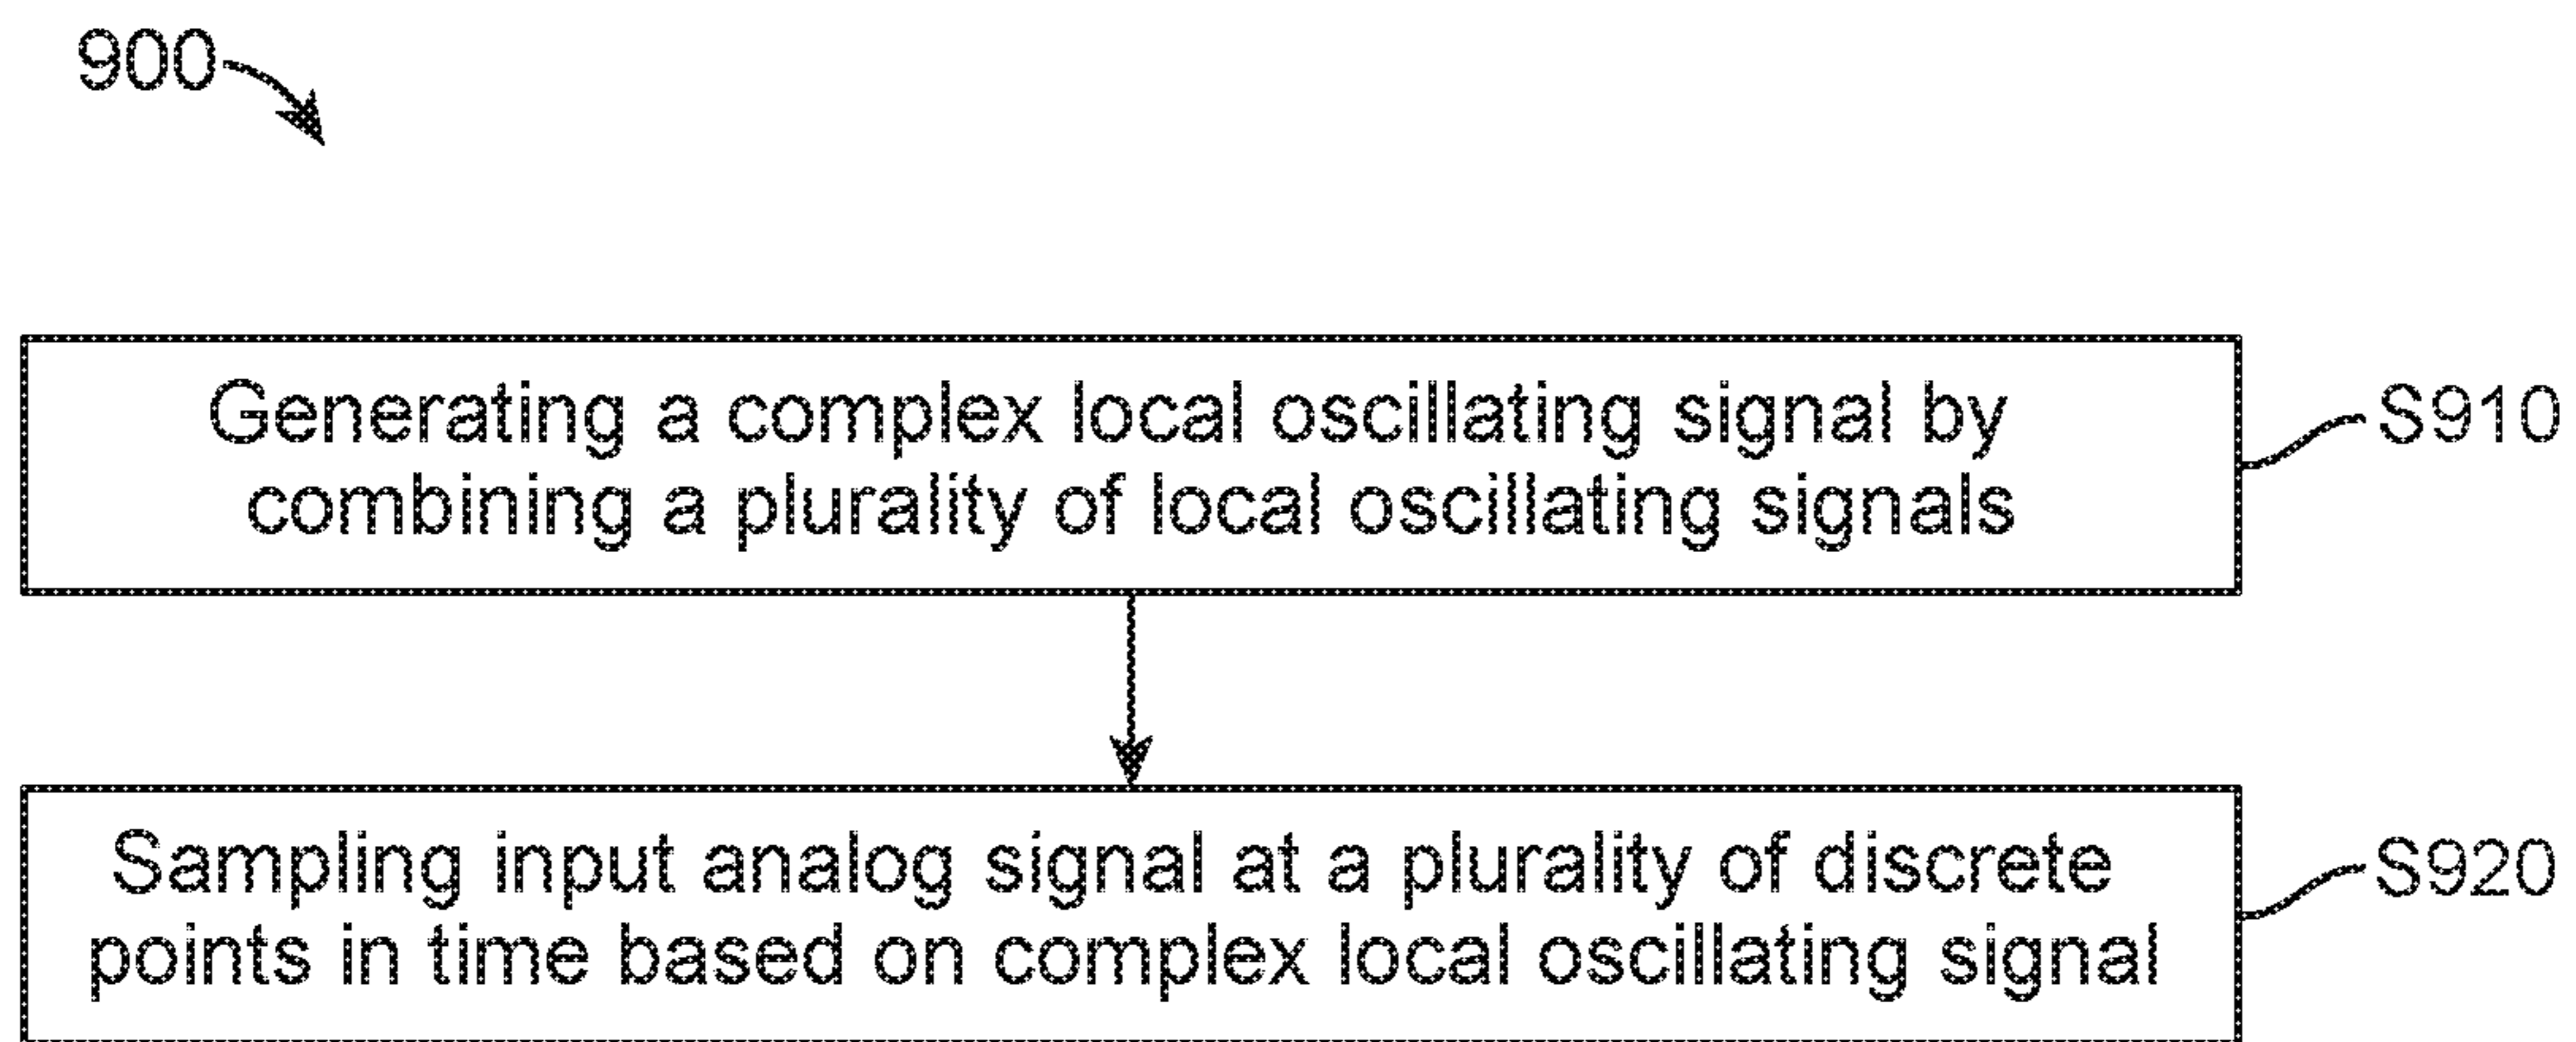 900
Generating a complex local oscillating signal by
combining a plurality of local oscillating signals
S910
Sampling input analog signal at a plurality of discrete
points in time based on complex local oscillating signal
S920